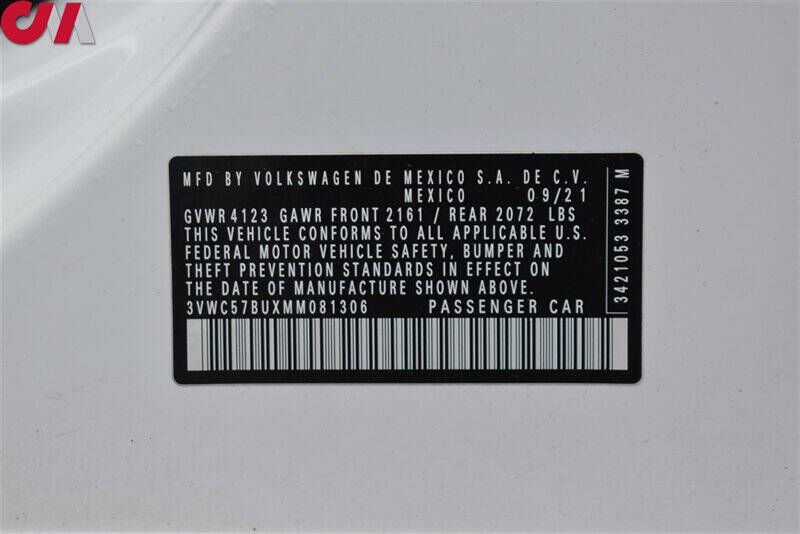 CM
MFD BY VOLKSWAGEN DE MEXICO S.A. DE C.V.
MEXICO 09/21
GVWR 4123 GAWR FRONT 2161 / REAR 2072 LBS
THIS VEHICLE CONFORMS TO ALL APPLICABLE U.S.
FEDERAL MOTOR VEHICLE SAFETY, BUMPER AND
THEFT PREVENTION STANDARDS IN EFFECT ON
THE DATE OF MANUFACTURE SHOWN ABOVE.
3VWC57BUXMM081306 PASSENGER CAR
3421053 3387 M